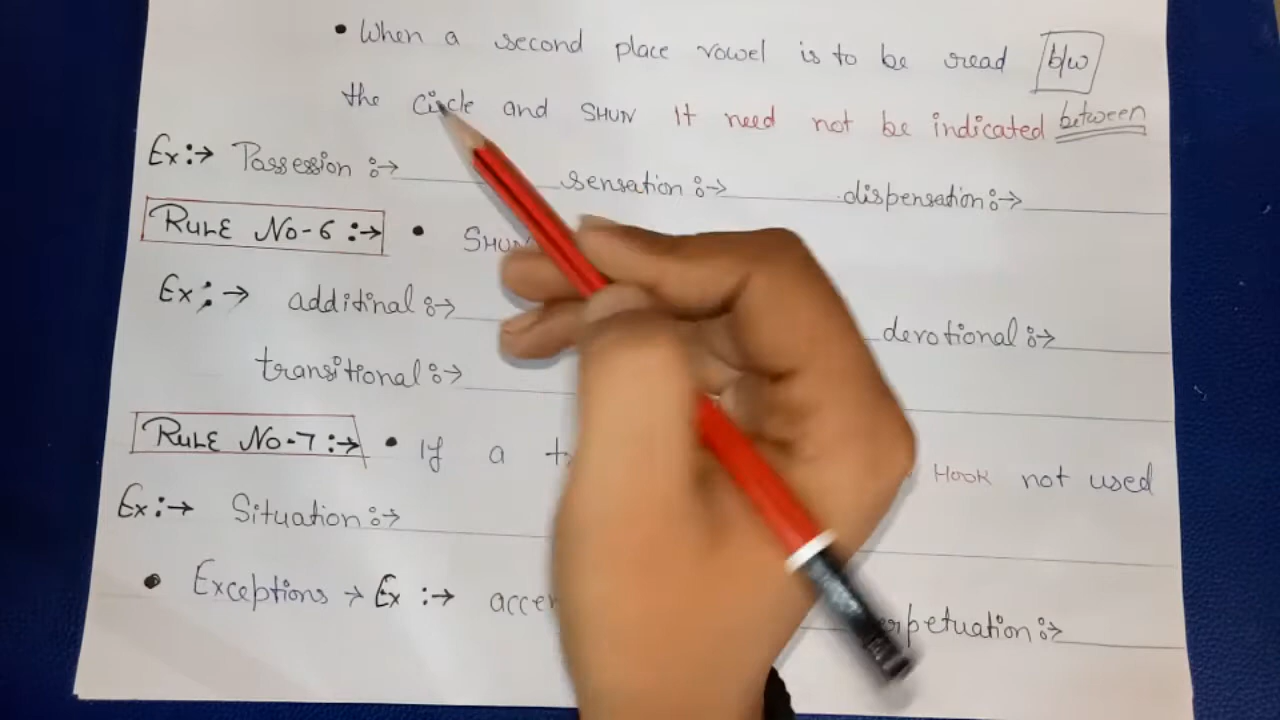 • When a second place vowel is to be read b/w
the circle and SHUN It need not be indicated between
Ex:→ Possession :→ sensation :→ dispensation :→
RULE No-6 :→ • SHUN
Ex:→ additinal :→ devotional :→
transitional :→
RULE No-7 :→ • If a HOOK not used
Ex:→ Situation :→
• Exceptions → Ex :→